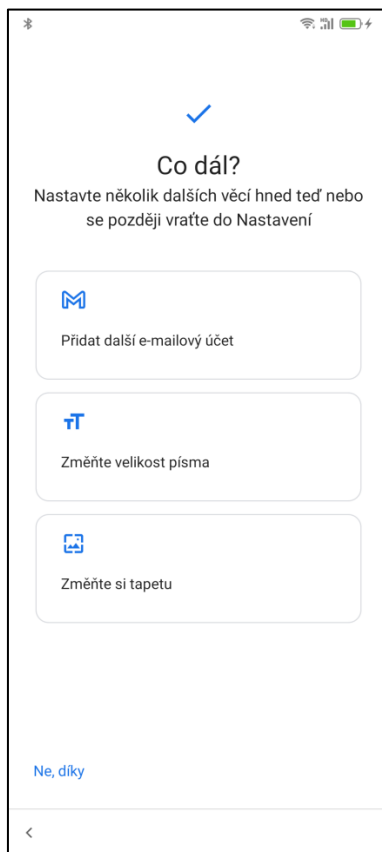 Co dál?
Nastavte několik dalších věcí hned teď nebo
se později vraťte do Nastavení
Přidat další e-mailový účet
Změňte velikost písma
Změňte si tapetu
Ne, díky